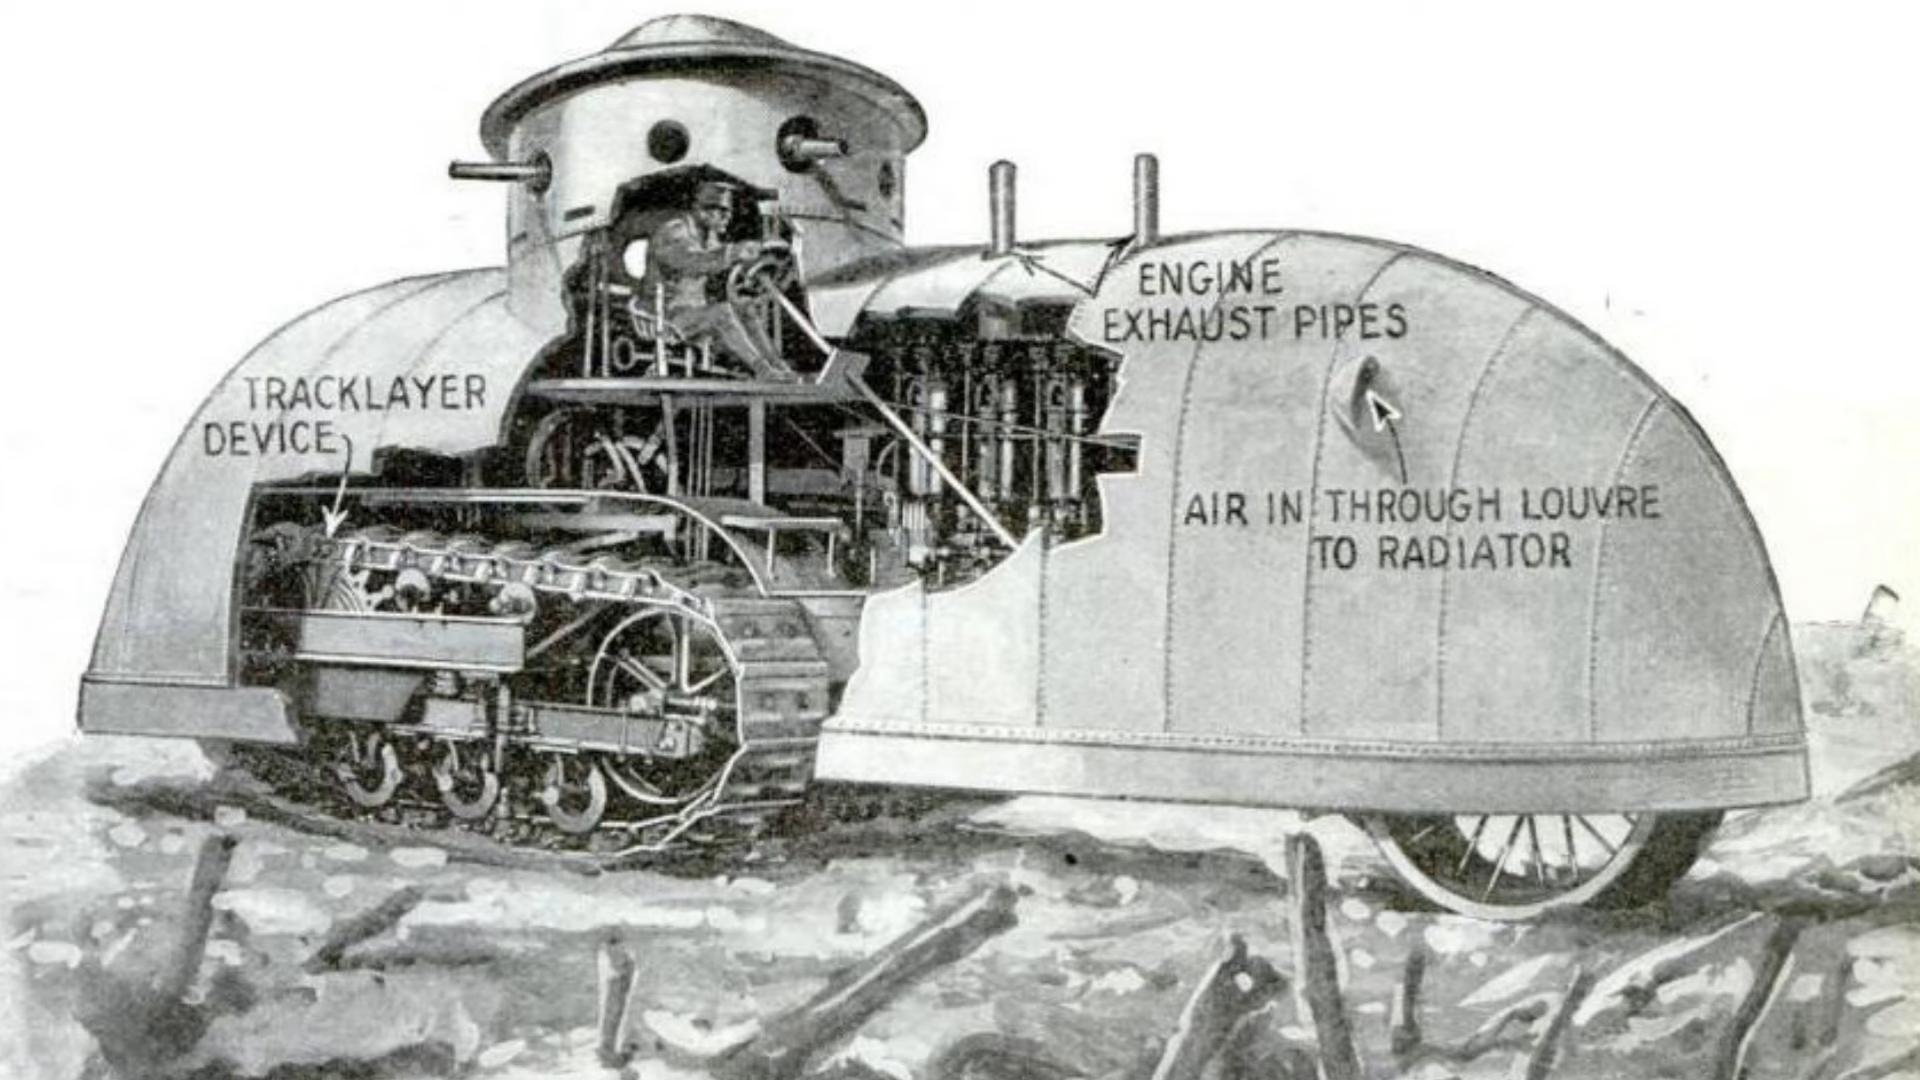 ENGINE
EXHAUST PIPES
TRACKLAYER
DEVICE
AIR IN THROUGH LOUVRE
TO RADIATOR